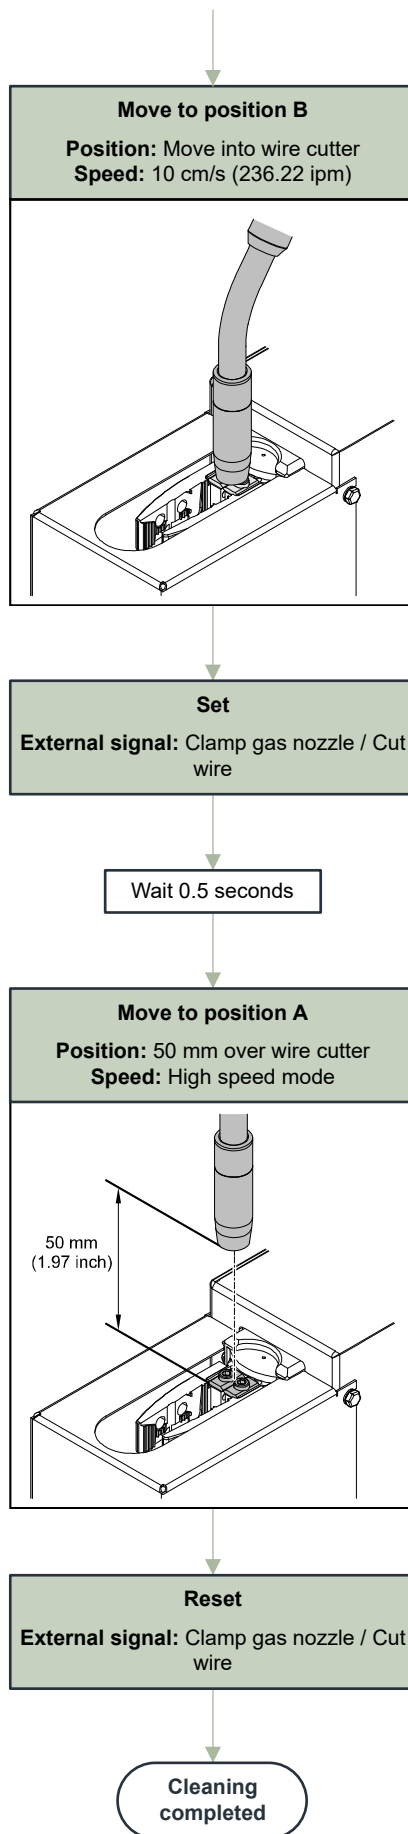 Move to position B
Position: Move into wire cutter
Speed: 10 cm/s (236.22 ipm)
Set
External signal: Clamp gas nozzle / Cut
wire
Wait 0.5 seconds
Move to position A
Position: 50 mm over wire cutter
Speed: High speed mode
50 mm
(1.97 inch)
Reset
External signal: Clamp gas nozzle / Cut
wire
Cleaning
completed